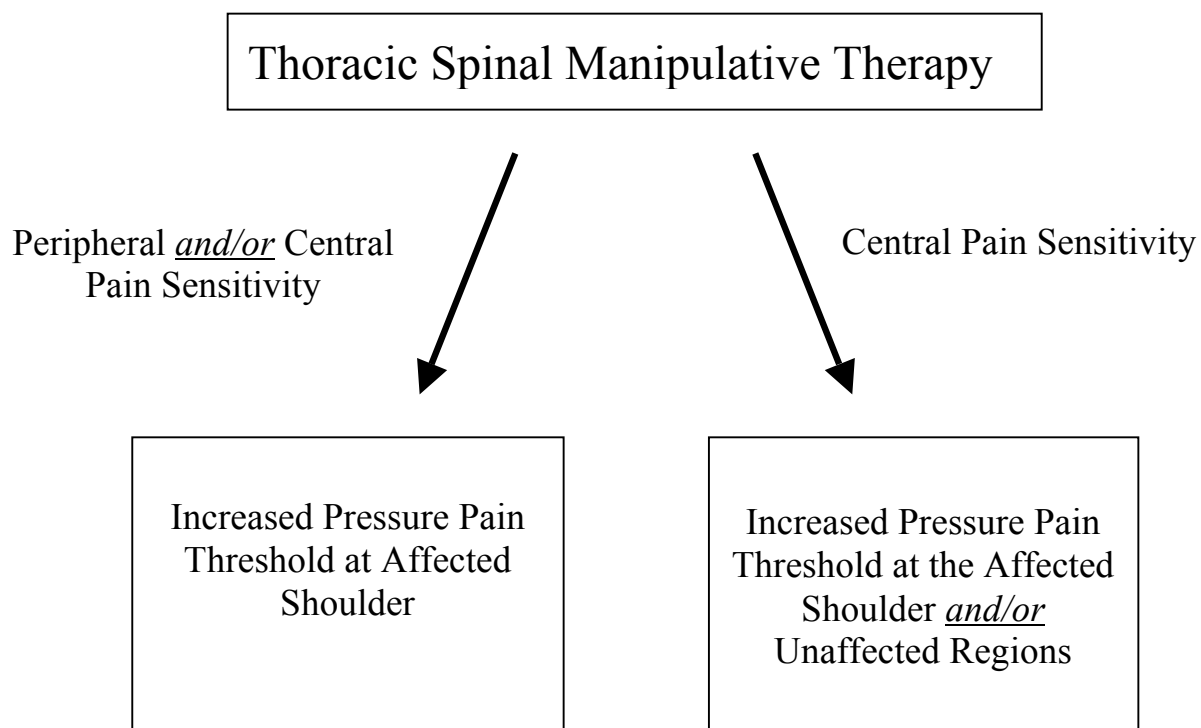 Thoracic Spinal Manipulative Therapy
Peripheral and/or Central
Pain Sensitivity
Central Pain Sensitivity
Increased Pressure Pain
Threshold at Affected
Shoulder
Increased Pressure Pain
Threshold at the Affected
Shoulder and/or
Unaffected Regions